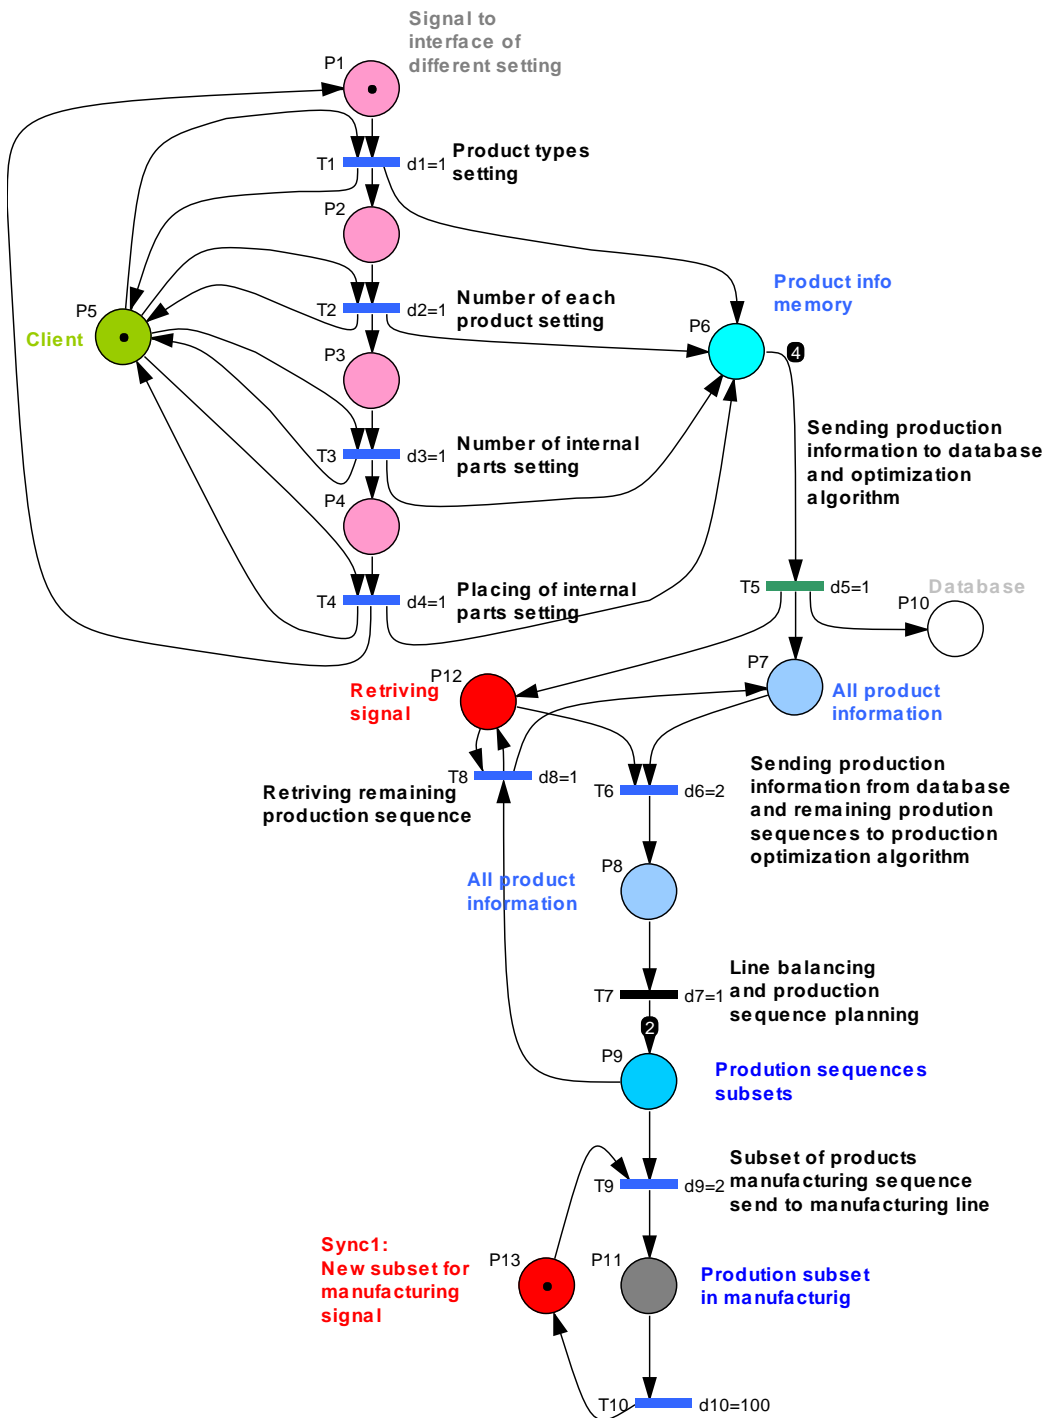 Signal to
interface of
different setting
P1
T1
d1=1
Product types
setting
P2
T2
d2=1
Number of each
product setting
P5
Client
Product info
memory
P6
4
P3
T3
d3=1
Number of internal
parts setting
Sending production
information to database
and optimization
algorithm
P4
T4
d4=1
Placing of internal
parts setting
T5
d5=1
Database
P10
P7
All product
information
P12
Retriving
signal
T8
d8=1
Retriving remaining
production sequence
T6
d6=2
Sending production
information from database
and remaining prodution
sequences to production
optimization algorithm
P8
All product
information
T7
d7=1
Line balancing
and production
sequence planning
2
P9
Prodution sequences
subsets
T9
d9=2
Subset of products
manufacturing sequence
send to manufacturing line
Sync1:
New subset for
manufacturing
signal
P13
P11
Prodution subset
in manufacturig
T10
d10=100